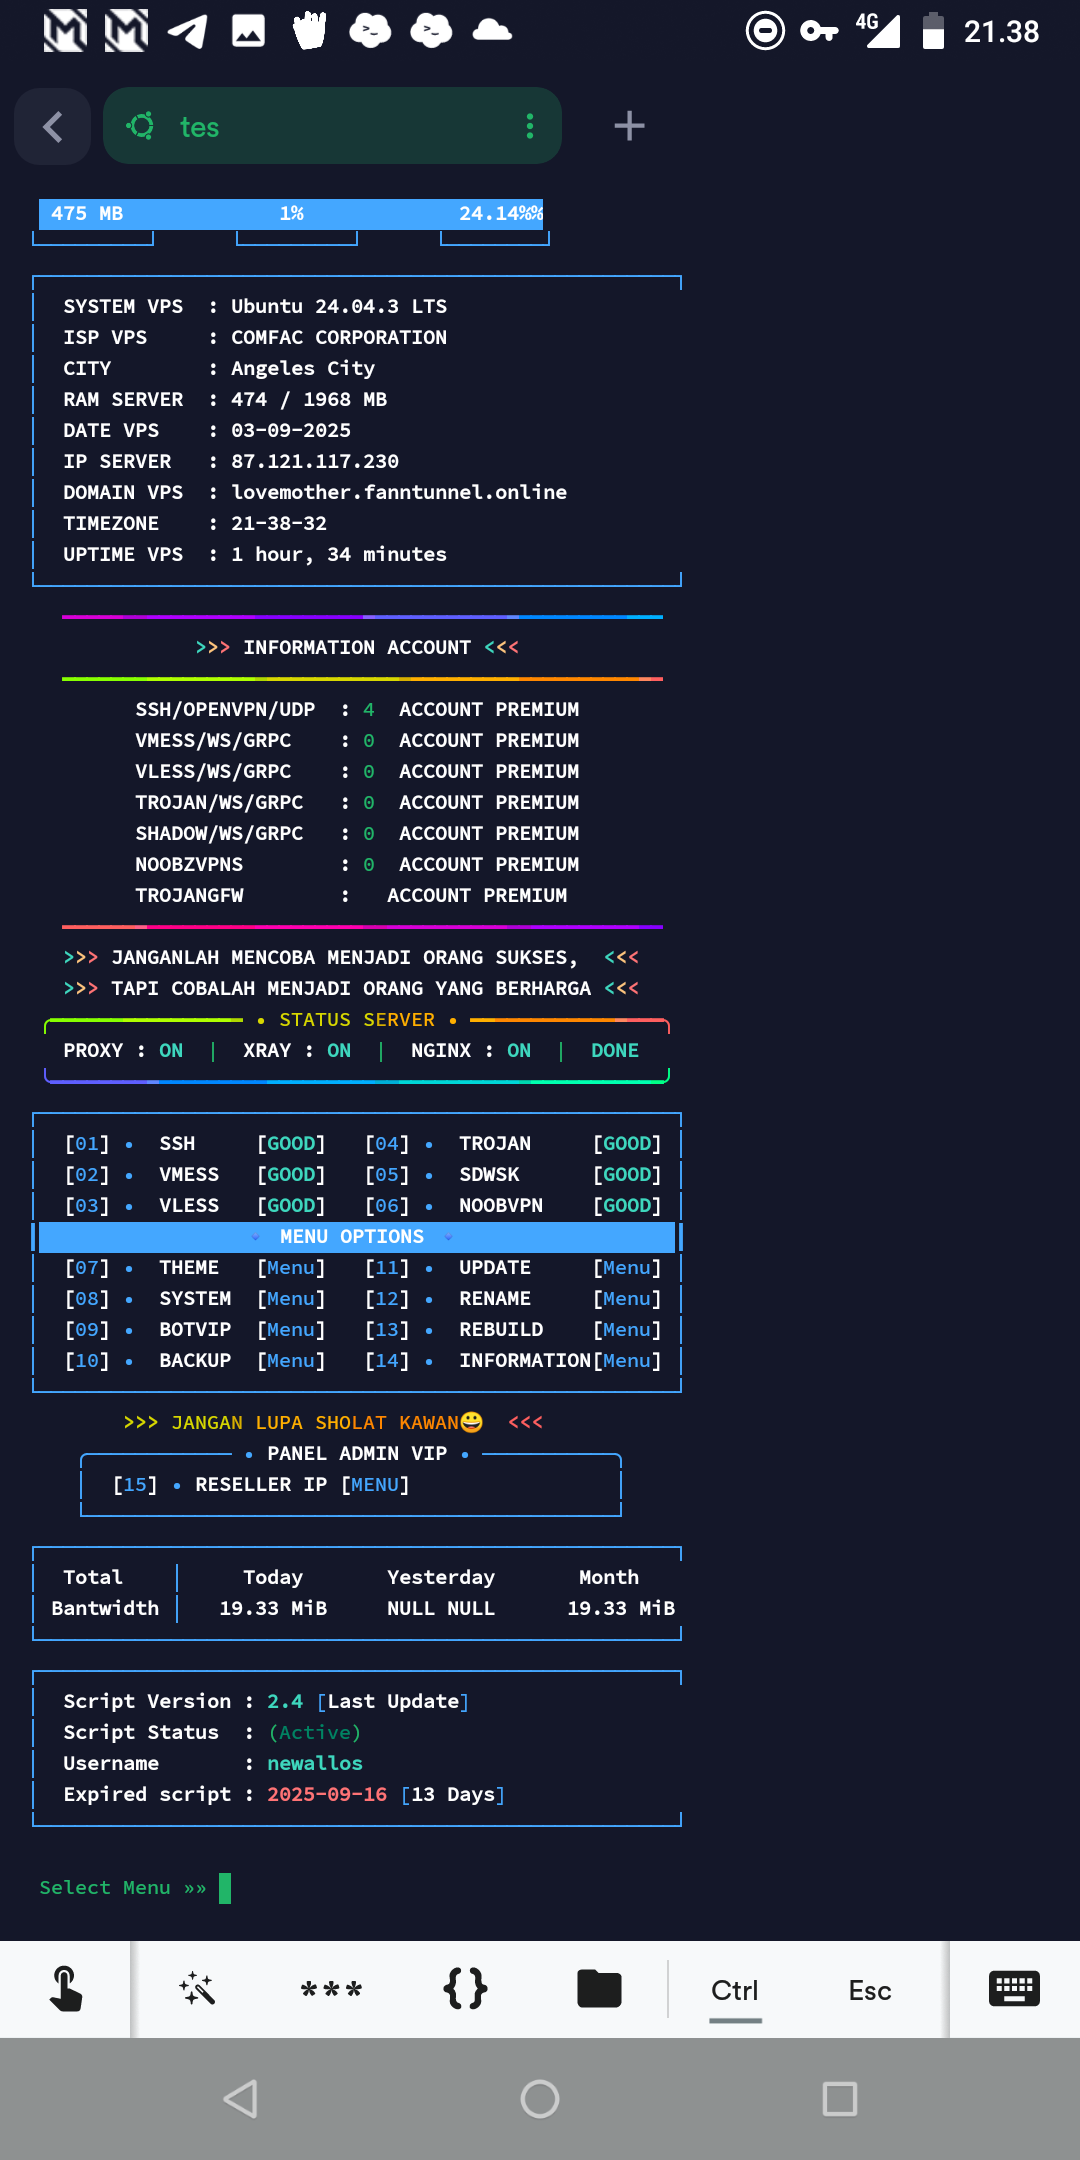 4G 21.38
tes
475 MB 1% 24.14%%
SYSTEM VPS : Ubuntu 24.04.3 LTS
ISP VPS : COMFAC CORPORATION
CITY : Angeles City
RAM SERVER : 474 / 1968 MB
DATE VPS : 03-09-2025
IP SERVER : 87.121.117.230
DOMAIN VPS : lovemother.fanntunnel.online
TIMEZONE : 21-38-32
UPTIME VPS : 1 hour, 34 minutes
>>> INFORMATION ACCOUNT <<<
SSH/OPENVPN/UDP : 4 ACCOUNT PREMIUM
VMESS/WS/GRPC : 0 ACCOUNT PREMIUM
VLESS/WS/GRPC : 0 ACCOUNT PREMIUM
TROJAN/WS/GRPC : 0 ACCOUNT PREMIUM
SHADOW/WS/GRPC : 0 ACCOUNT PREMIUM
NOOBZVPNS : 0 ACCOUNT PREMIUM
TROJANGFW : ACCOUNT PREMIUM
>>> JANGANLAH MENCOBA MENJADI ORANG SUKSES, <<<
>>> TAPI COBALAH MENJADI ORANG YANG BERHARGA <<<
• STATUS SERVER •
PROXY : ON | XRAY : ON | NGINX : ON | DONE
[01] • SSH [GOOD] [04] • TROJAN [GOOD]
[02] • VMESS [GOOD] [05] • SDWSK [GOOD]
[03] • VLESS [GOOD] [06] • NOOBVPN [GOOD]
MENU OPTIONS
[07] • THEME [Menu] [11] • UPDATE [Menu]
[08] • SYSTEM [Menu] [12] • RENAME [Menu]
[09] • BOTVIP [Menu] [13] • REBUILD [Menu]
[10] • BACKUP [Menu] [14] • INFORMATION[Menu]
>>> JANGAN LUPA SHOLAT KAWAN😀 <<<
• PANEL ADMIN VIP •
[15] • RESELLER IP [MENU]
Total | Today Yesterday Month
Bantwidth | 19.33 MiB NULL NULL 19.33 MiB
Script Version : 2.4 [Last Update]
Script Status : (Active)
Username : newallos
Expired script : 2025-09-16 [13 Days]
Select Menu »»
*** {} Ctrl Esc